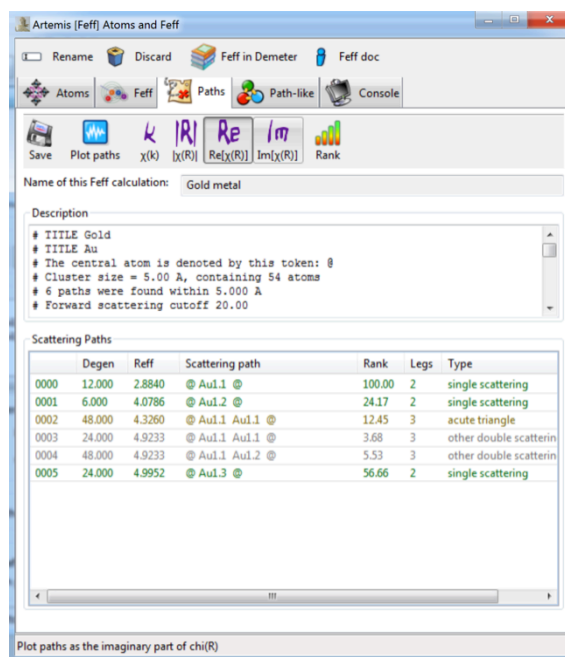 Artemis [Feff] Atoms and Feff
Rename Discard Feff in Demeter Feff doc
Atoms Feff Paths Path-like Console
k |R| Re Im
Save Plot paths χ(k) |χ(R)| Re[χ(R)] Im[χ(R)] Rank
Name of this Feff calculation: Gold metal
Description
# TITLE Gold
# TITLE Au
# The central atom is denoted by this token: @
# Cluster size = 5.00 A, containing 54 atoms
# 6 paths were found within 5.000 A
# Forward scattering cutoff 20.00
Scattering Paths
Degen Reff Scattering path Rank Legs Type
0000 12.000 2.8840 @ Au1.1 @ 100.00 2 single scattering
0001 6.000 4.0786 @ Au1.2 @ 24.17 2 single scattering
0002 48.000 4.3260 @ Au1.1 Au1.1 @ 12.45 3 acute triangle
0003 24.000 4.9233 @ Au1.1 Au1.1 @ 3.68 3 other double scatterin
0004 48.000 4.9233 @ Au1.1 Au1.2 @ 5.53 3 other double scatterin
0005 24.000 4.9952 @ Au1.3 @ 56.66 2 single scattering
Plot paths as the imaginary part of chi(R)